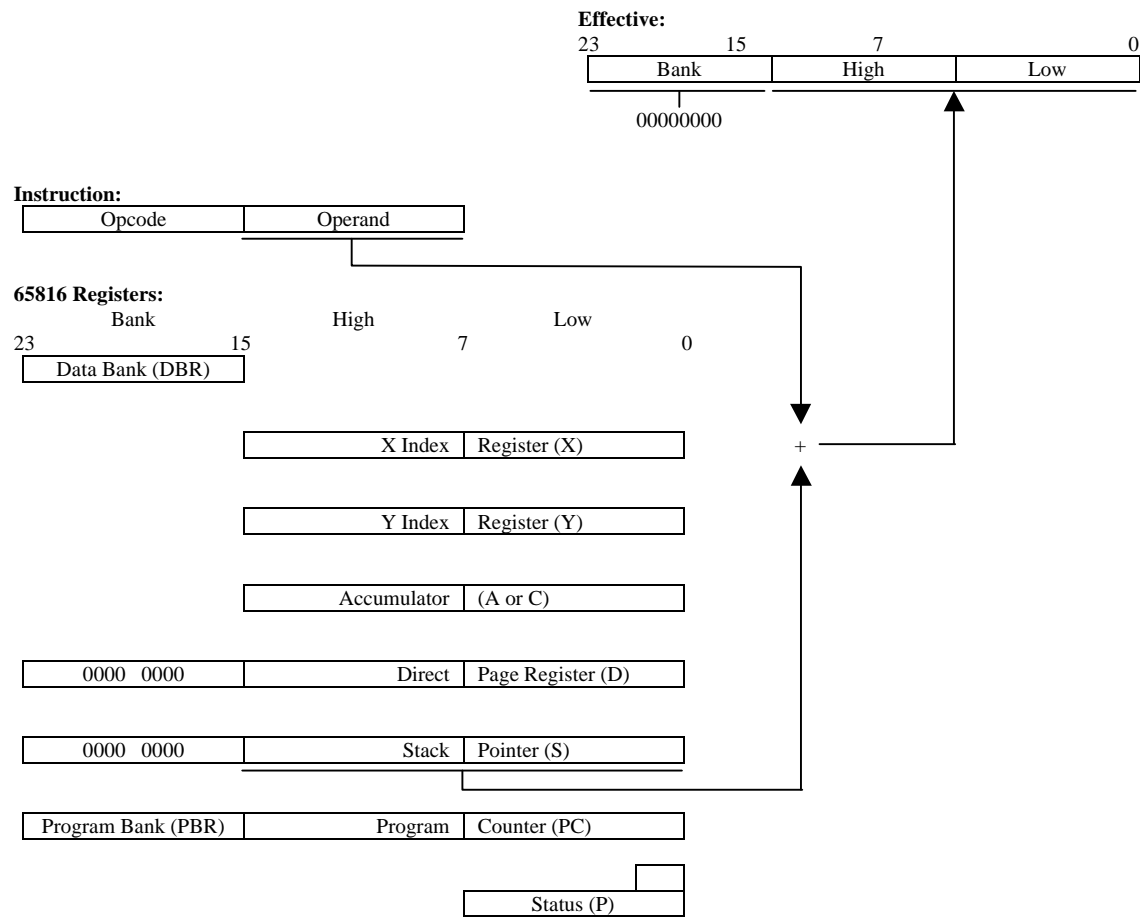 Effective:
23 15 7 0
Bank High Low
00000000
Instruction:
Opcode Operand
65816 Registers:
Bank High Low
23 15 7 0
Data Bank (DBR)
X Index Register (X)
+
Y Index Register (Y)
Accumulator (A or C)
0000 0000 Direct Page Register (D)
0000 0000 Stack Pointer (S)
Program Bank (PBR) Program Counter (PC)
Status (P)